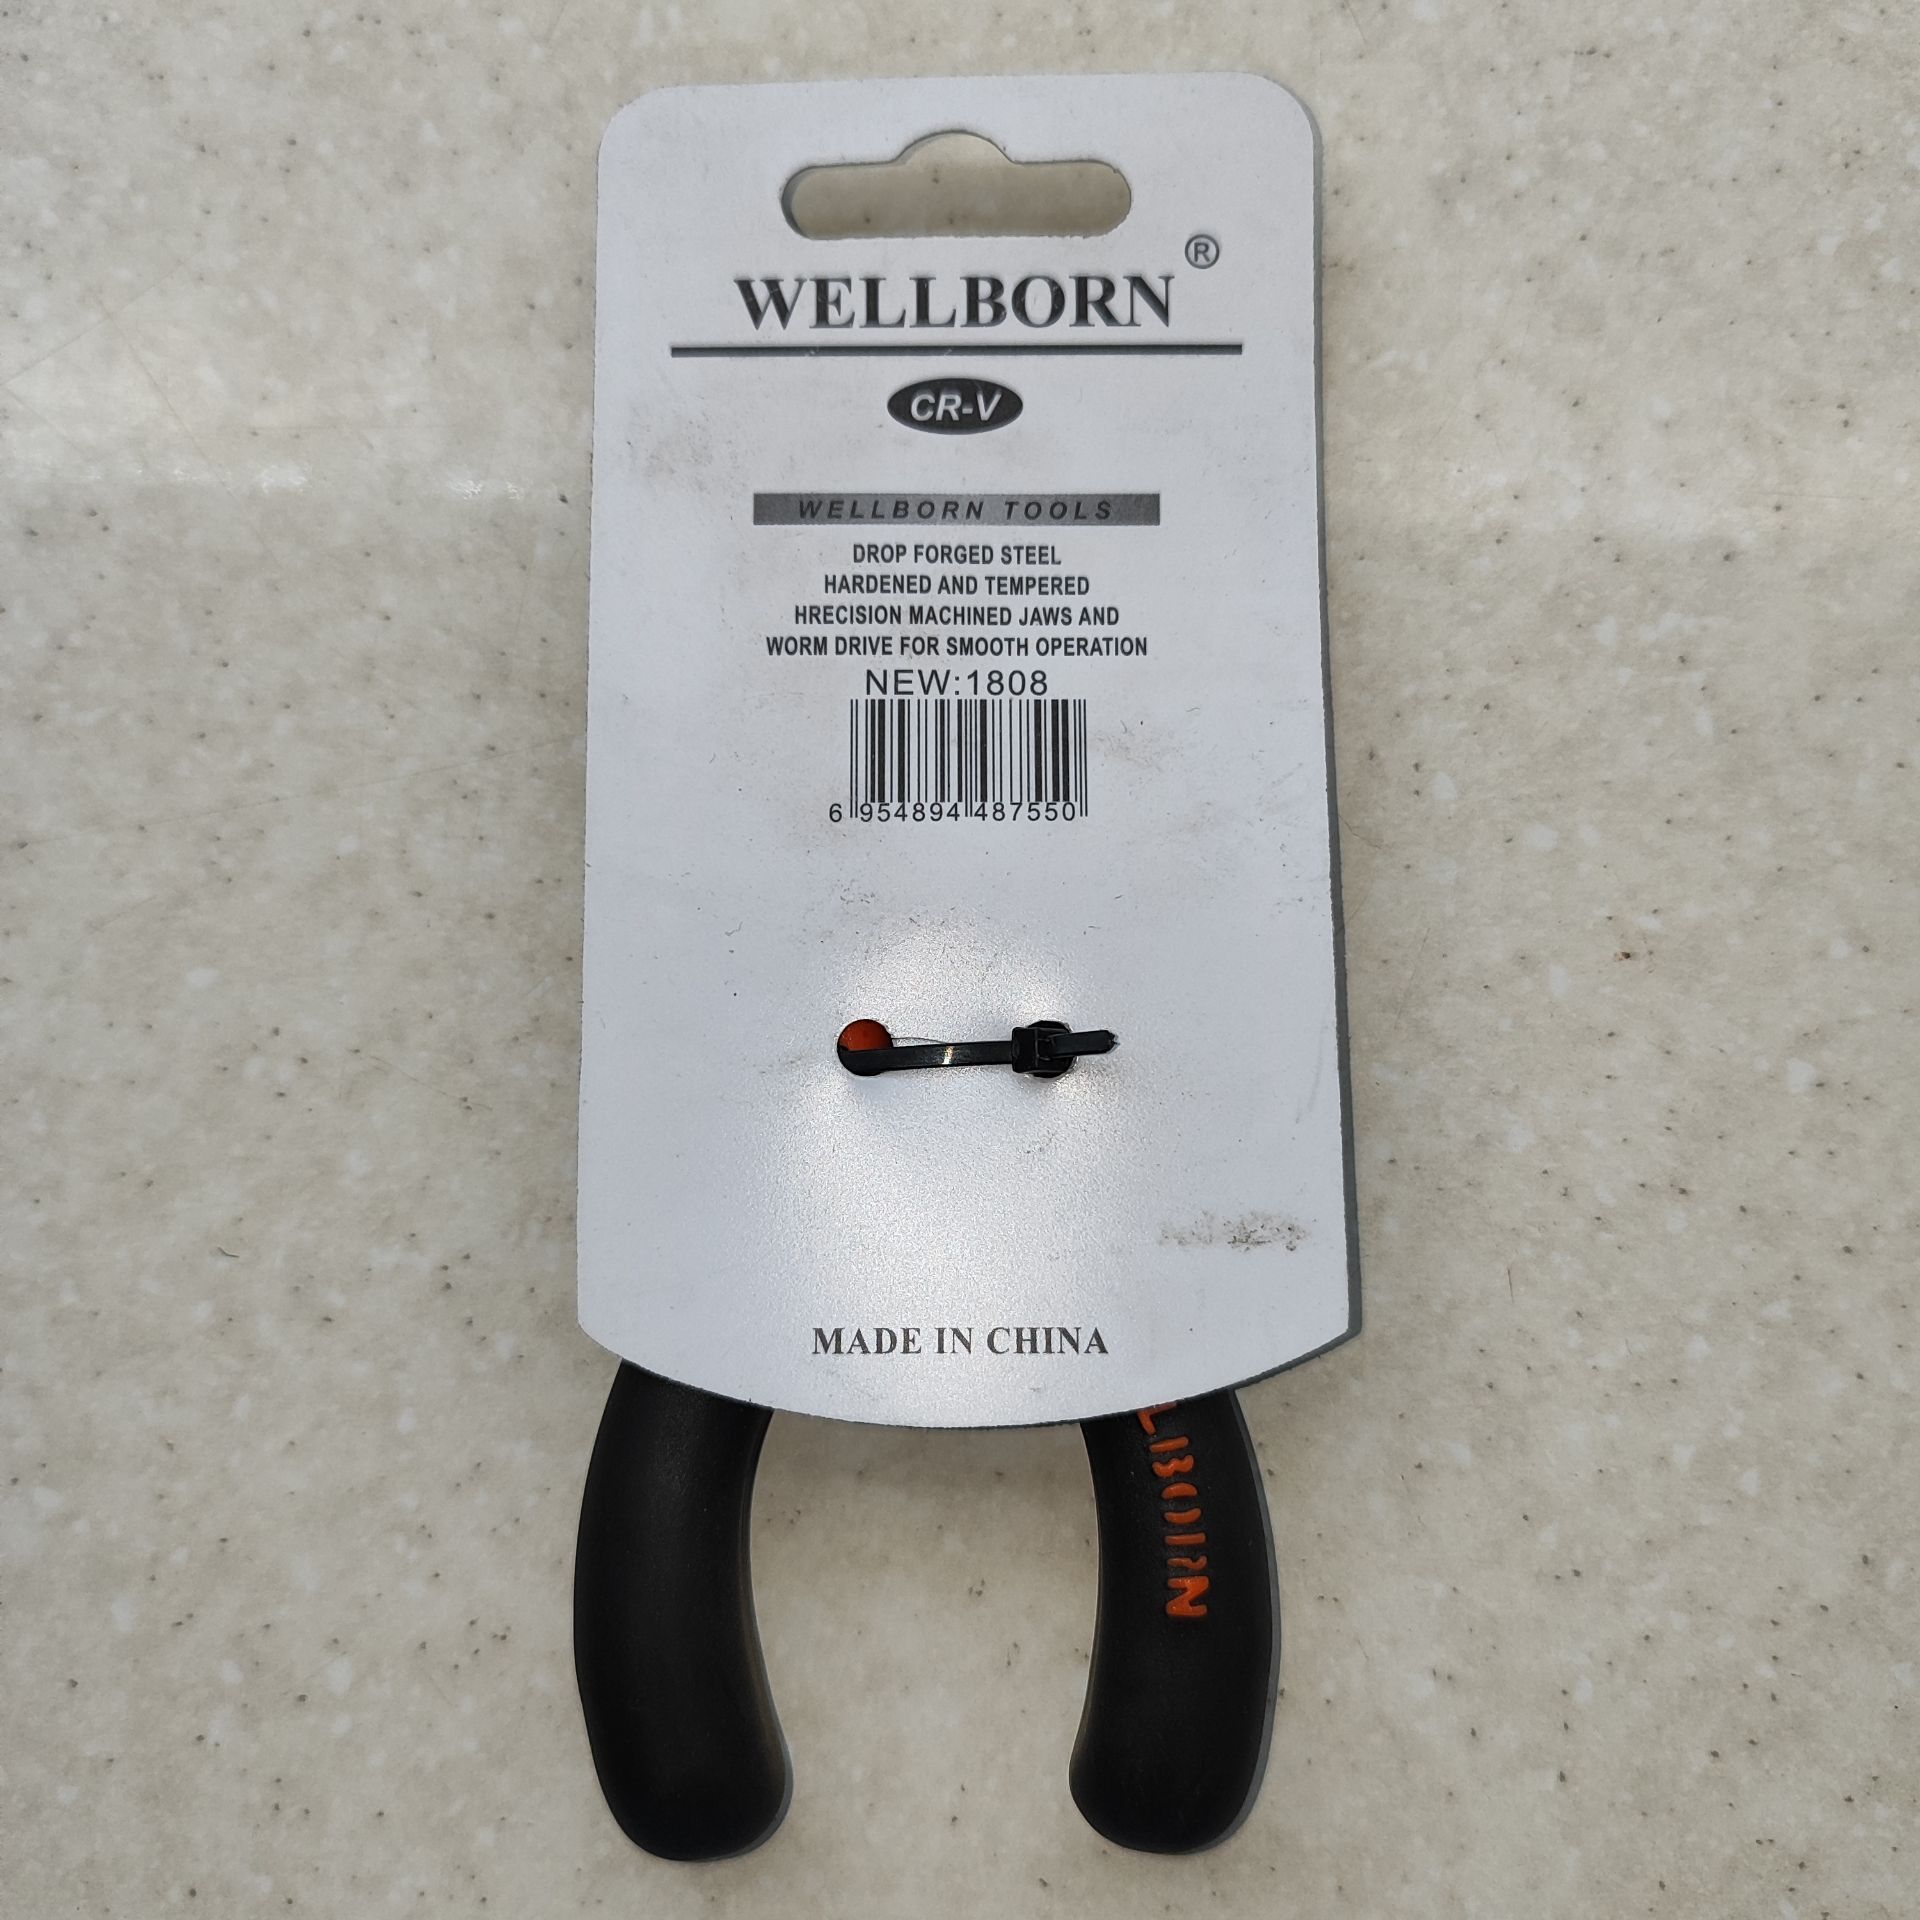 WELLBORN®
CR-V
WELLBORN TOOLS
DROP FORGED STEEL
HARDENED AND TEMPERED
HRECISION MACHINED JAWS AND
WORM DRIVE FOR SMOOTH OPERATION
NEW:1808
6 954894 487550
MADE IN CHINA
LBORN